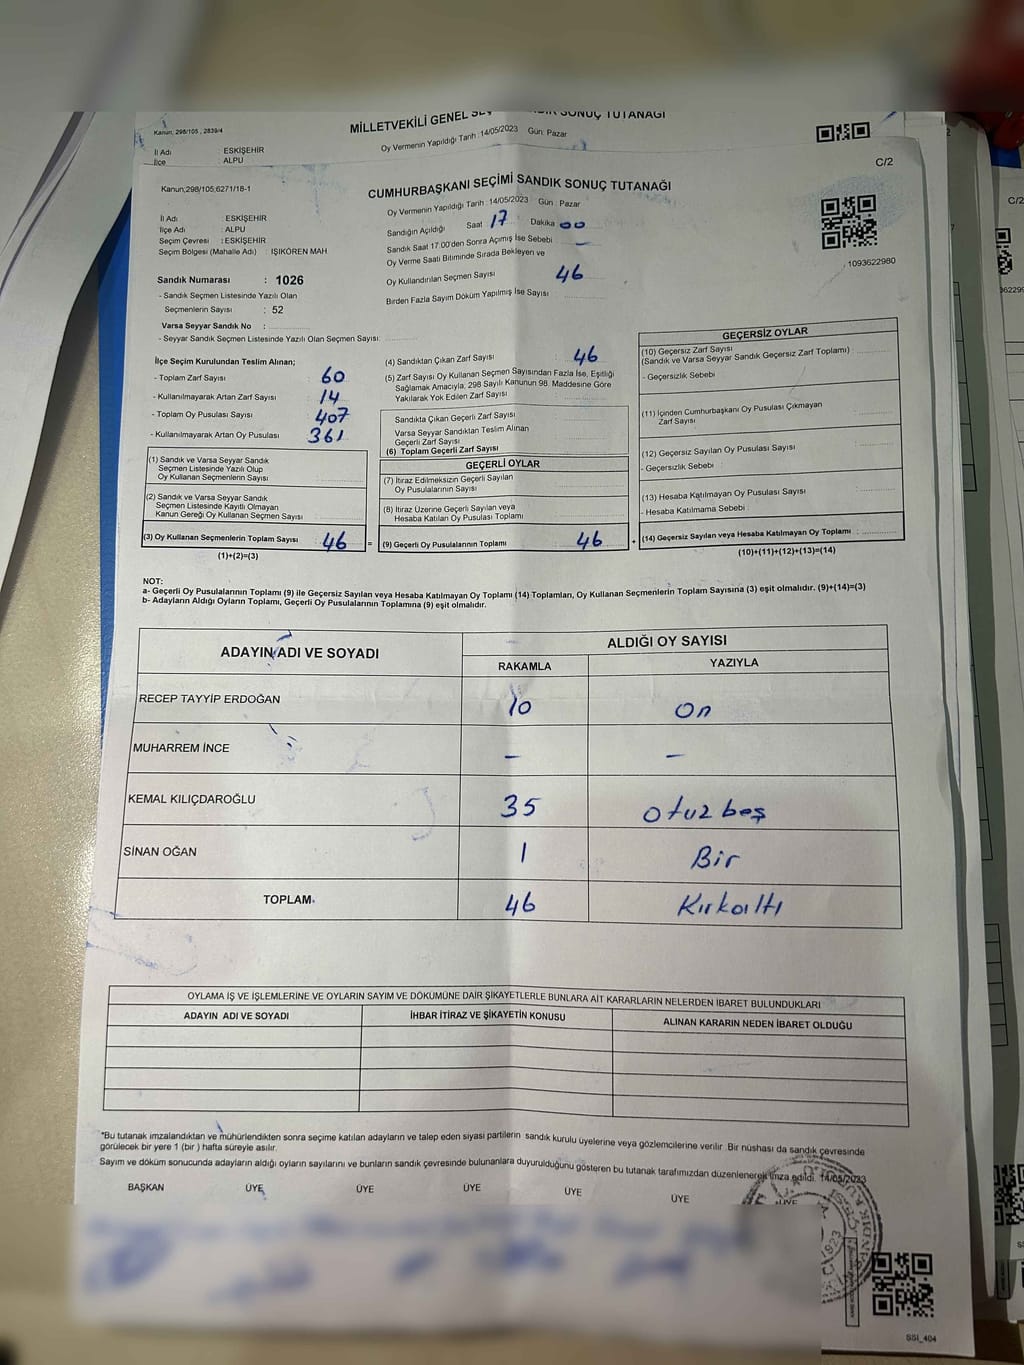 Kanun, 298/105 , 2839/4
MİLLETVEKİLİ GENEL SONUÇ TUTANAĞI
Oy Vermenin Yapıldığı Tarih :14/05/2023 Gün: Pazar
İl Adı : ESKİŞEHİR
İlçe : ALPU
C/2
Kanun;298/105;6271/18-1
CUMHURBAŞKANI SEÇİMİ SANDIK SONUÇ TUTANAĞI
Oy Vermenin Yapıldığı Tarih :14/05/2023 Gün : Pazar
Sandığın Açıldığı Saat 17 Dakika 00
Sandık Saat 17.00'den Sonra Açımış İse Sebebi –
Oy Verme Saati Bitiminde Sırada Bekleyen ve
Oy Kullandırılan Seçmen Sayısı 46
Birden Fazla Sayım Döküm Yapılmış İse Sayısı
İl Adı : ESKİŞEHİR
İlçe Adı : ALPU
Seçim Çevresi : ESKİŞEHİR
Seçim Bölgesi (Mahalle Adı) : IŞIKÖREN MAH
1093622980
Sandık Numarası : 1026
- Sandık Seçmen Listesinde Yazılı Olan
Seçmenlerin Sayısı : 52
Varsa Seyyar Sandık No :
- Seyyar Sandık Seçmen Listesinde Yazılı Olan Seçmen Sayısı:
İlçe Seçim Kurulundan Teslim Alınan;
- Toplam Zarf Sayısı 60
- Kullanılmayarak Artan Zarf Sayısı 14
- Toplam Oy Pusulası Sayısı 407
- Kullanılmayarak Artan Oy Pusulası 361
(1) Sandık ve Varsa Seyyar Sandık
Seçmen Listesinde Yazılı Olup
Oy Kullanan Seçmenlerin Sayısı
(2) Sandık ve Varsa Seyyar Sandık
Seçmen Listesinde Kayıtlı Olmayan
Kanun Gereği Oy Kullanan Seçmen Sayısı
(3) Oy Kullanan Seçmenlerin Toplam Sayısı 46 =
(1)+(2)=(3)
(4) Sandıktan Çıkan Zarf Sayısı : 46
(5) Zarf Sayısı Oy Kullanan Seçmen Sayısından Fazla İse, Eşitliği
Sağlamak Amacıyla, 298 Sayılı Kanunun 98. Maddesine Göre
Yakılarak Yok Edilen Zarf Sayısı
Sandıkta Çıkan Geçerli Zarf Sayısı
Varsa Seyyar Sandıktan Teslim Alınan
Geçerli Zarf Sayısı
(6) Toplam Geçerli Zarf Sayısı
GEÇERLİ OYLAR
(7) İtiraz Edilmeksizin Geçerli Sayılan
Oy Pusulalarının Sayısı
(8) İtiraz Üzerine Geçerli Sayılan veya
Hesaba Katılan Oy Pusulası Toplamı
(9) Geçerli Oy Pusulalarının Toplamı 46 +
GEÇERSİZ OYLAR
(10) Geçersiz Zarf Sayısı
(Sandık ve Varsa Seyyar Sandık Geçersiz Zarf Toplamı)
- Geçersizlik Sebebi
(11) İçinden Cumhurbaşkanı Oy Pusulası Çıkmayan
Zarf Sayısı
(12) Geçersiz Sayılan Oy Pusulası Sayısı
- Geçersizlik Sebebi :
(13) Hesaba Katılmayan Oy Pusulası Sayısı
- Hesaba Katılmama Sebebi :
(14) Geçersiz Sayılan veya Hesaba Katılmayan Oy Toplamı :
(10)+(11)+(12)+(13)=(14)
NOT:
a- Geçerli Oy Pusulalarının Toplamı (9) ile Geçersiz Sayılan veya Hesaba Katılmayan Oy Toplamı (14) Toplamları, Oy Kullanan Seçmenlerin Toplam Sayısına (3) eşit olmalıdır. (9)+(14)=(3)
b- Adayların Aldığı Oyların Toplamı, Geçerli Oy Pusulalarının Toplamına (9) eşit olmalıdır.
ADAYIN ADI VE SOYADI ALDIĞI OY SAYISI
RAKAMLA YAZIYLA
RECEP TAYYİP ERDOĞAN 10 On
MUHARREM İNCE – –
KEMAL KILIÇDAROĞLU 35 otuzbeş
SİNAN OĞAN 1 Bir
TOPLAM 46 Kırkaltı
OYLAMA İŞ VE İŞLEMLERİNE VE OYLARIN SAYIM VE DÖKÜMÜNE DAİR ŞİKAYETLERLE BUNLARA AİT KARARLARIN NELERDEN İBARET BULUNDUKLARI
ADAYIN ADI VE SOYADI İHBAR İTİRAZ VE ŞİKAYETİN KONUSU ALINAN KARARIN NEDEN İBARET OLDUĞU
*Bu tutanak imzalandıktan ve mühürlendikten sonra seçime katılan adayların ve talep eden siyasi partilerin sandık kurulu üyelerine veya gözlemcilerine verilir. Bir nüshası da sandık çevresinde
görülecek bir yere 1 (bir ) hafta süreyle asılır.
Sayım ve döküm sonucunda adayların aldığı oyların sayılarını ve bunların sandık çevresinde bulunanlara duyurulduğunu gösteren bu tutanak tarafımızdan düzenlenerek imza edildi. 14/05/2023
BAŞKAN ÜYE ÜYE ÜYE ÜYE ÜYE ÜYE
SSI_404